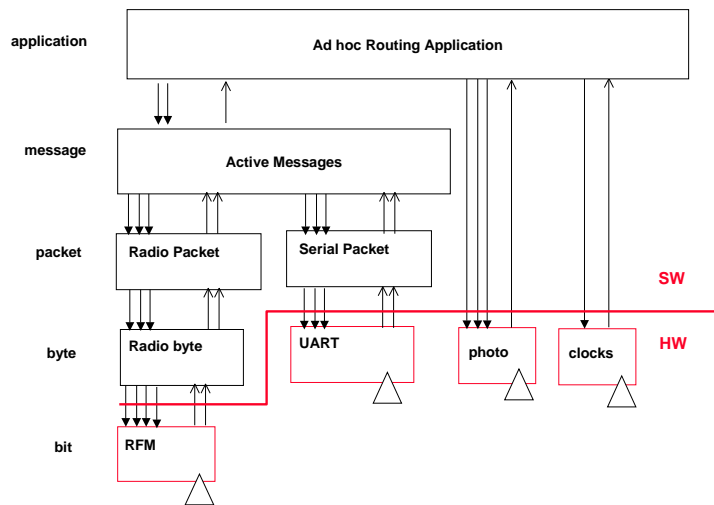 application
Ad hoc Routing Application
message
Active Messages
packet
Radio Packet
Serial Packet
SW
byte
Radio byte
UART
photo
clocks
HW
bit
RFM